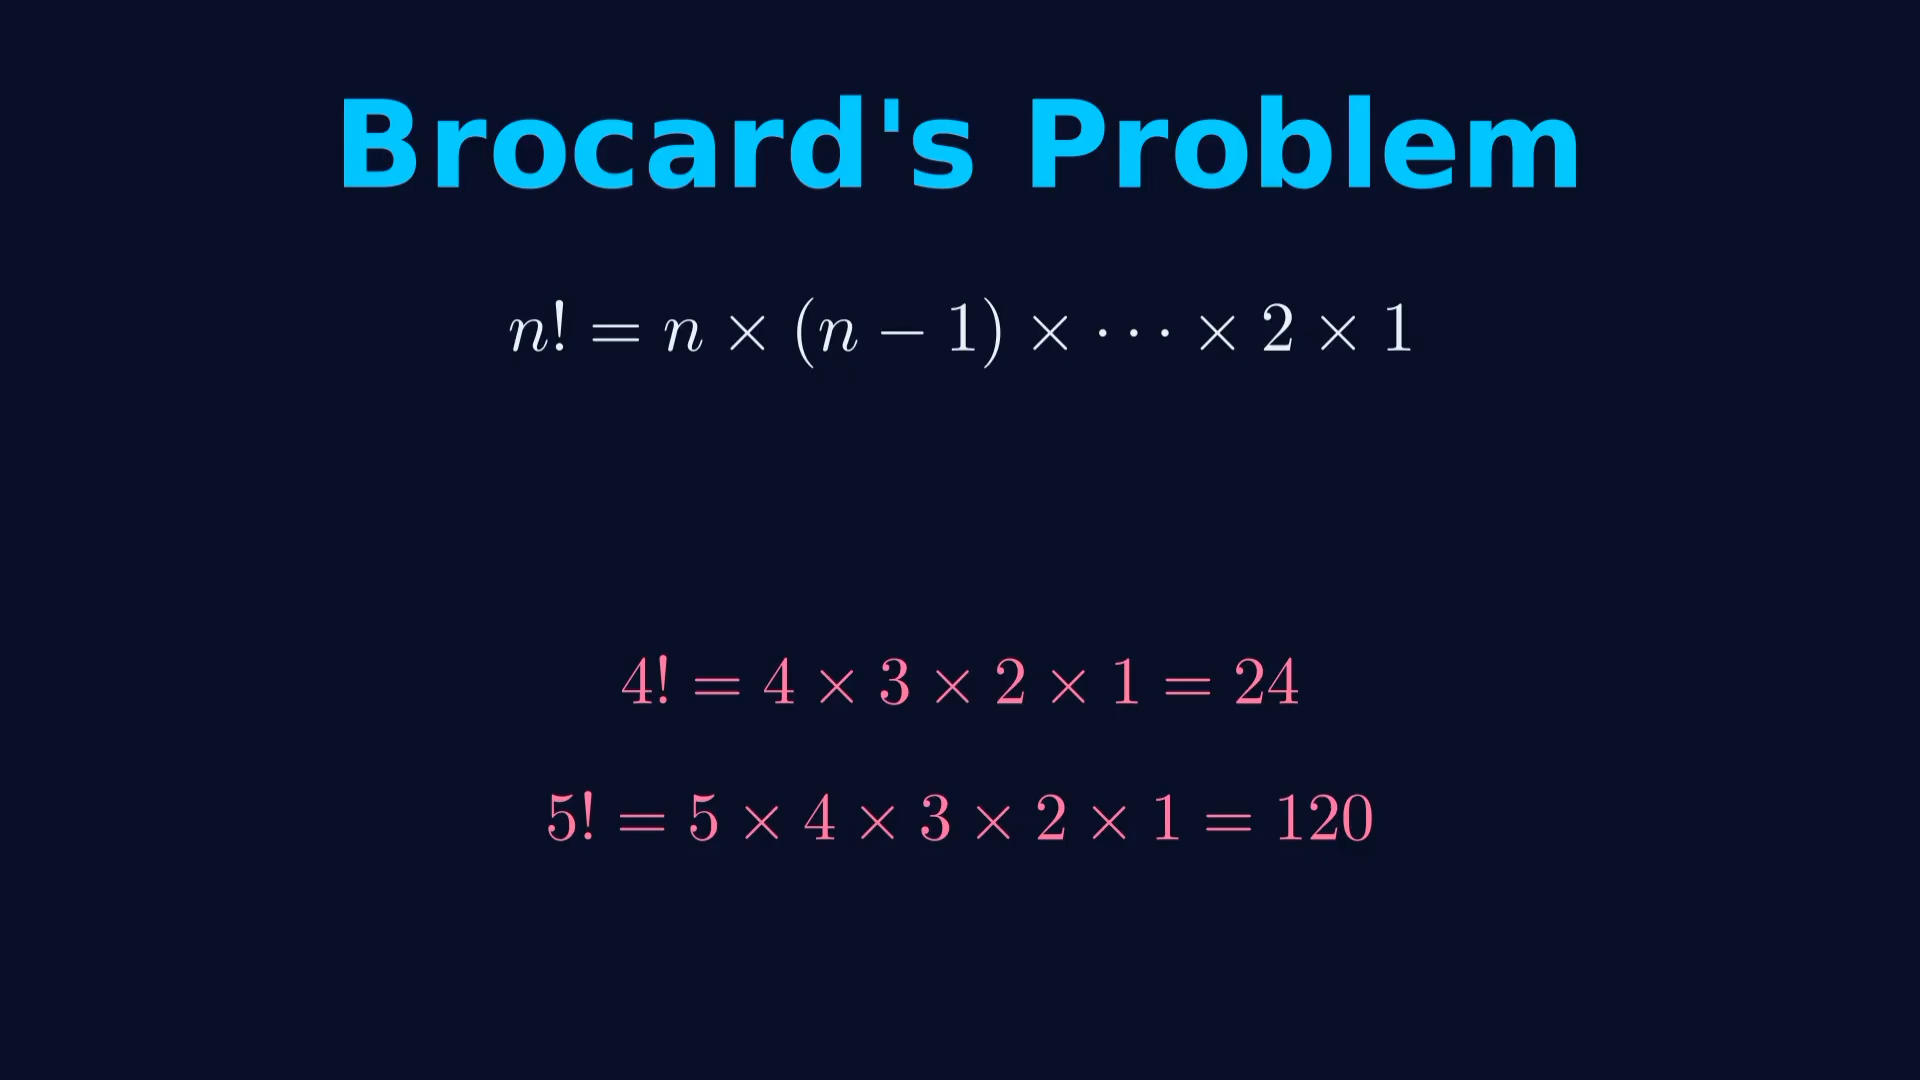 Brocard's Problem
n! = n × (n − 1) × ··· × 2 × 1
4! = 4 × 3 × 2 × 1 = 24
5! = 5 × 4 × 3 × 2 × 1 = 120